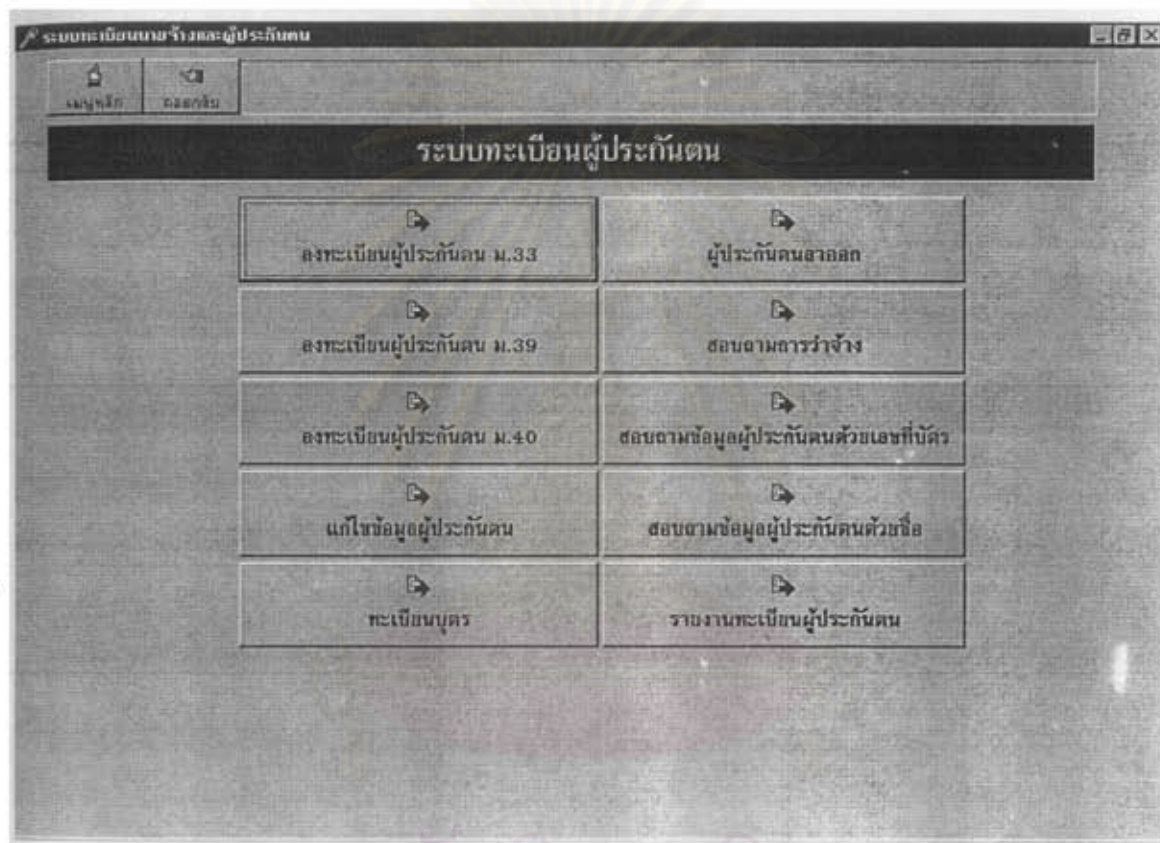 ระบบทะเบียนนายจ้างและผู้ประกันตน
เมนูหลัก
ถอยกลับ
ระบบทะเบียนผู้ประกันตน
ลงทะเบียนผู้ประกันตน ม.33
ผู้ประกันตนลาออก
ลงทะเบียนผู้ประกันตน ม.39
สอบถามการว่าจ้าง
ลงทะเบียนผู้ประกันตน ม.40
สอบถามข้อมูลผู้ประกันตนด้วยเลขที่บัตร
แก้ไขข้อมูลผู้ประกันตน
สอบถามข้อมูลผู้ประกันตนด้วยชื่อ
ทะเบียนบุตร
รายงานทะเบียนผู้ประกันตน